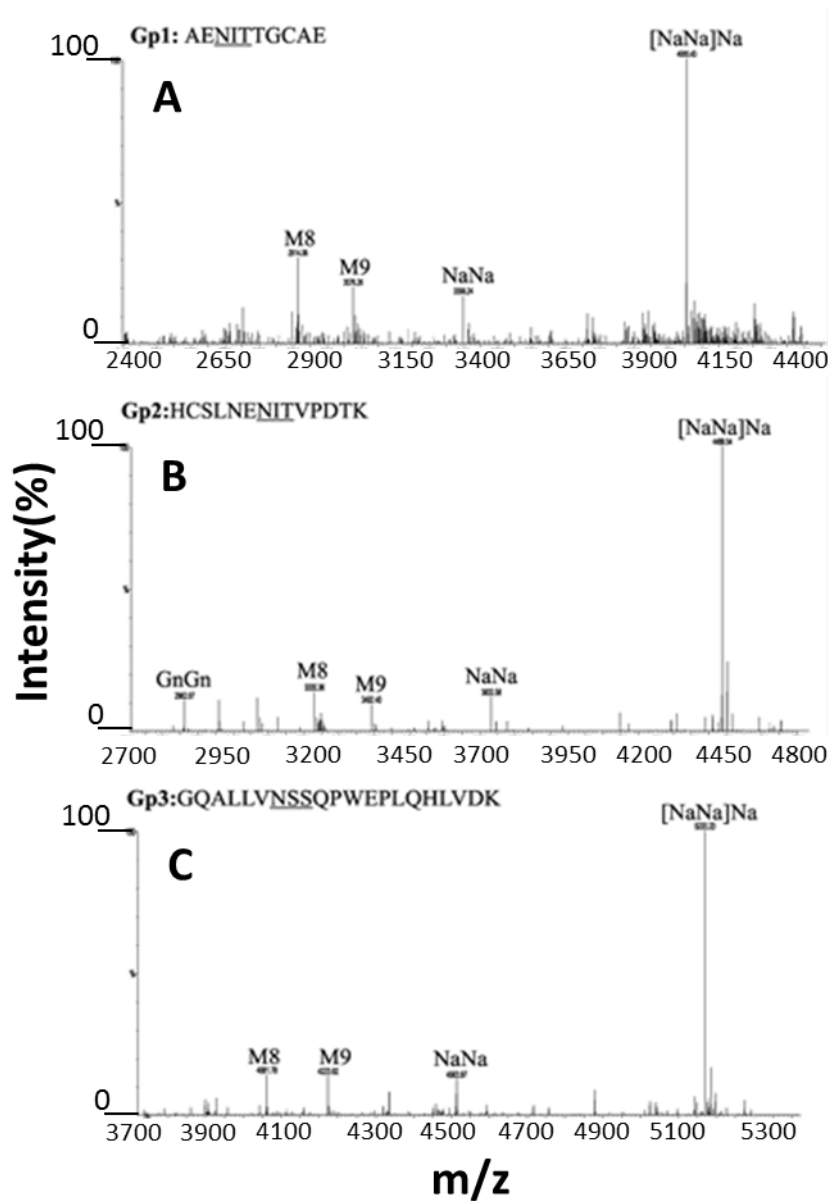 Gp1: AENITTGCAE
[NaNa]Na
100
A
M8
M9
NaNa
0
2400 2650 2900 3150 3400 3650 3900 4150 4400
Gp2:HCSLNENITVPDTK
[NaNa]Na
100
B
GnGn
M8
M9
NaNa
0
2700 2950 3200 3450 3700 3950 4200 4450 4800
Gp3:GQALLVNSSQPWEPLQHLVDK
[NaNa]Na
100
C
M8
M9
NaNa
0
3700 3900 4100 4300 4500 4700 4900 5100 5300
Intensity(%)
m/z